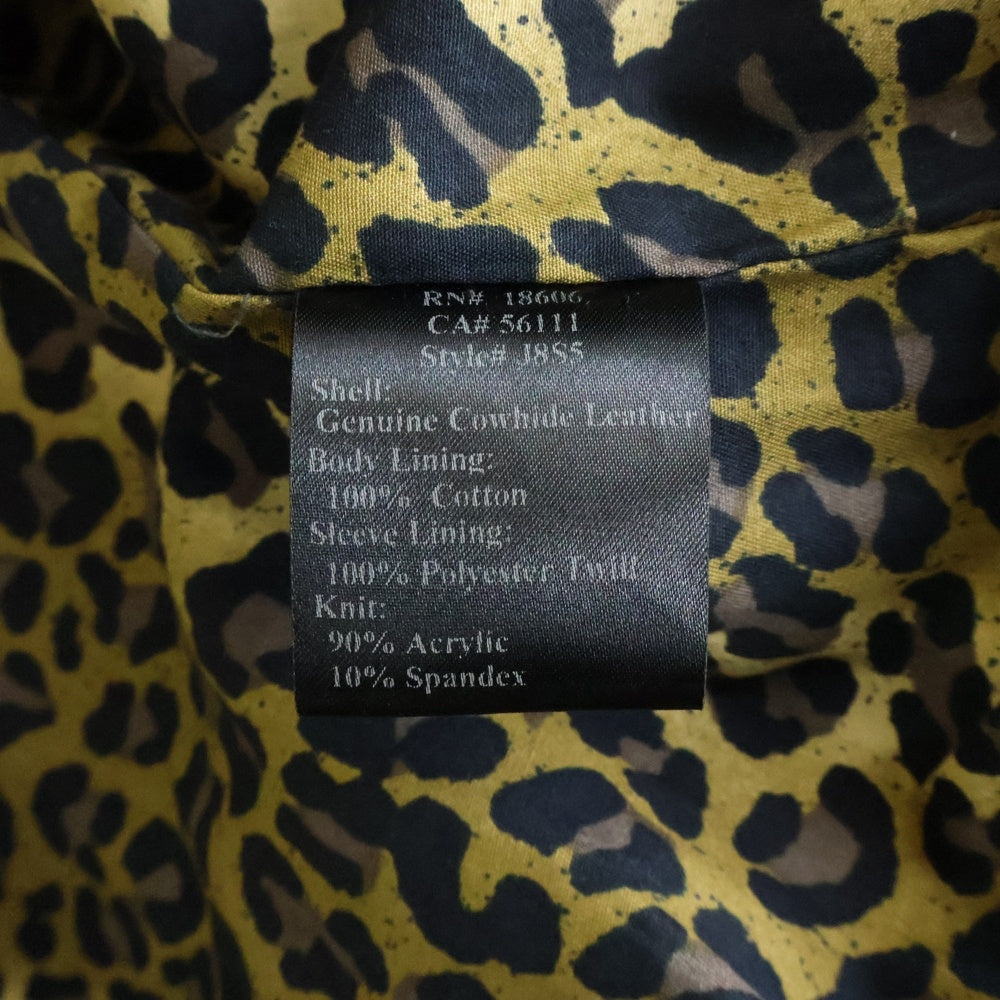 RN# 18606
CA# 56111
Style# J8S5
Shell:
Genuine Cowhide Leather
Body Lining:
100% Cotton
Sleeve Lining:
100% Polyester Twill
Knit:
90% Acrylic
10% Spandex